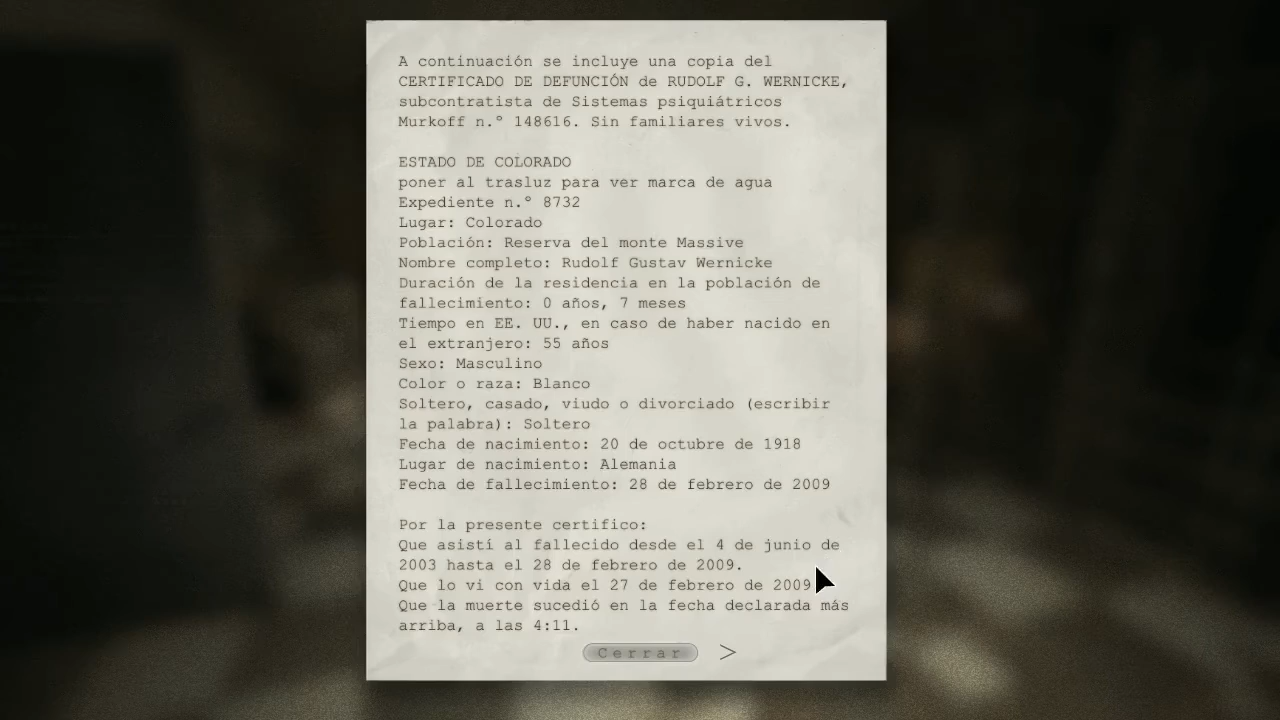 A continuación se incluye una copia del
CERTIFICADO DE DEFUNCIÓN de RUDOLF G. WERNICKE,
subcontratista de Sistemas psiquiátricos
Murkoff n.º 148616. Sin familiares vivos.
ESTADO DE COLORADO
poner al trasluz para ver marca de agua
Expediente n.º 8732
Lugar: Colorado
Población: Reserva del monte Massive
Nombre completo: Rudolf Gustav Wernicke
Duración de la residencia en la población de
fallecimiento: 0 años, 7 meses
Tiempo en EE. UU., en caso de haber nacido en
el extranjero: 55 años
Sexo: Masculino
Color o raza: Blanco
Soltero, casado, viudo o divorciado (escribir
la palabra): Soltero
Fecha de nacimiento: 20 de octubre de 1918
Lugar de nacimiento: Alemania
Fecha de fallecimiento: 28 de febrero de 2009
Por la presente certifico:
Que asistí al fallecido desde el 4 de junio de
2003 hasta el 28 de febrero de 2009.
Que lo vi con vida el 27 de febrero de 2009
Que la muerte sucedió en la fecha declarada más
arriba, a las 4:11.
Cerrar >